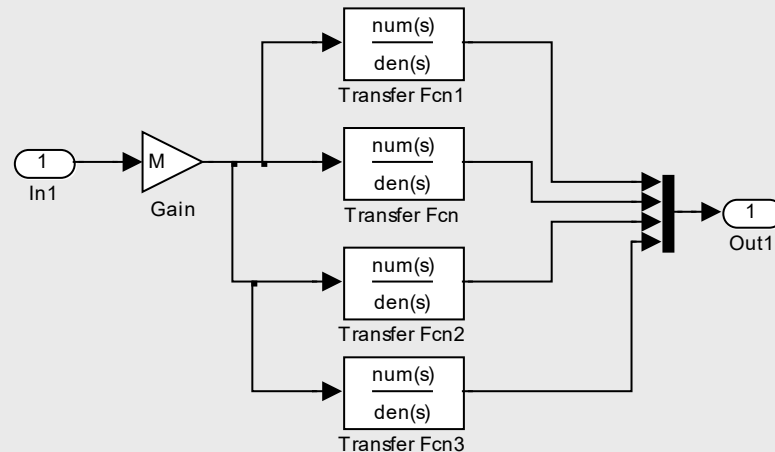 num(s)
den(s)
Transfer Fcn1
1
In1
M
Gain
num(s)
den(s)
Transfer Fcn
1
Out1
num(s)
den(s)
Transfer Fcn2
num(s)
den(s)
Transfer Fcn3